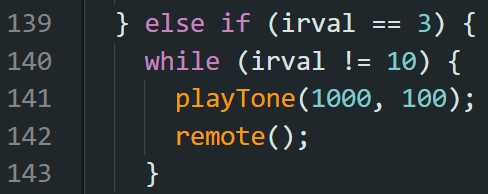 139 } else if (irval == 3) {
140 while (irval != 10) {
141 playTone(1000, 100);
142 remote();
143 }